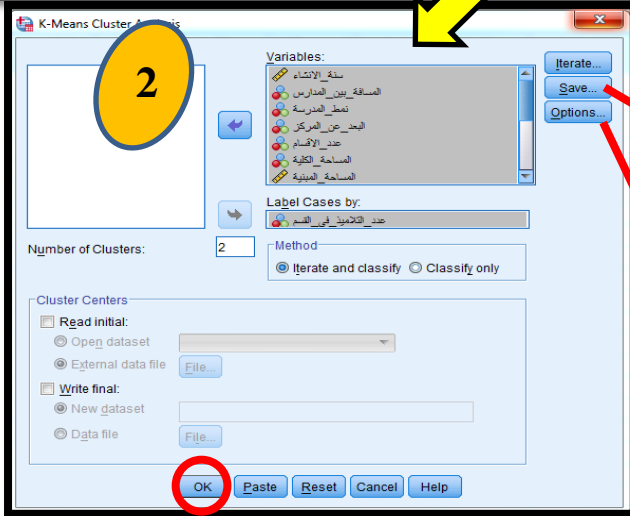 K-Means Cluster Analysis
2
Variables:
سنة_الانشاء
المسافة_بين_المدارس
نمط_المدرسة
البعد_عن_المركز
عدد_الاقسام
المساحة_الكلية
المساحة_المبنية
Iterate...
Save...
Options...
Label Cases by:
عدد_التلاميذ_في_القسم
Number of Clusters:
2
Method
Iterate and classify
Classify only
Cluster Centers
Read initial:
Open dataset
External data file
File...
Write final:
New dataset
Data file
File...
OK
Paste
Reset
Cancel
Help